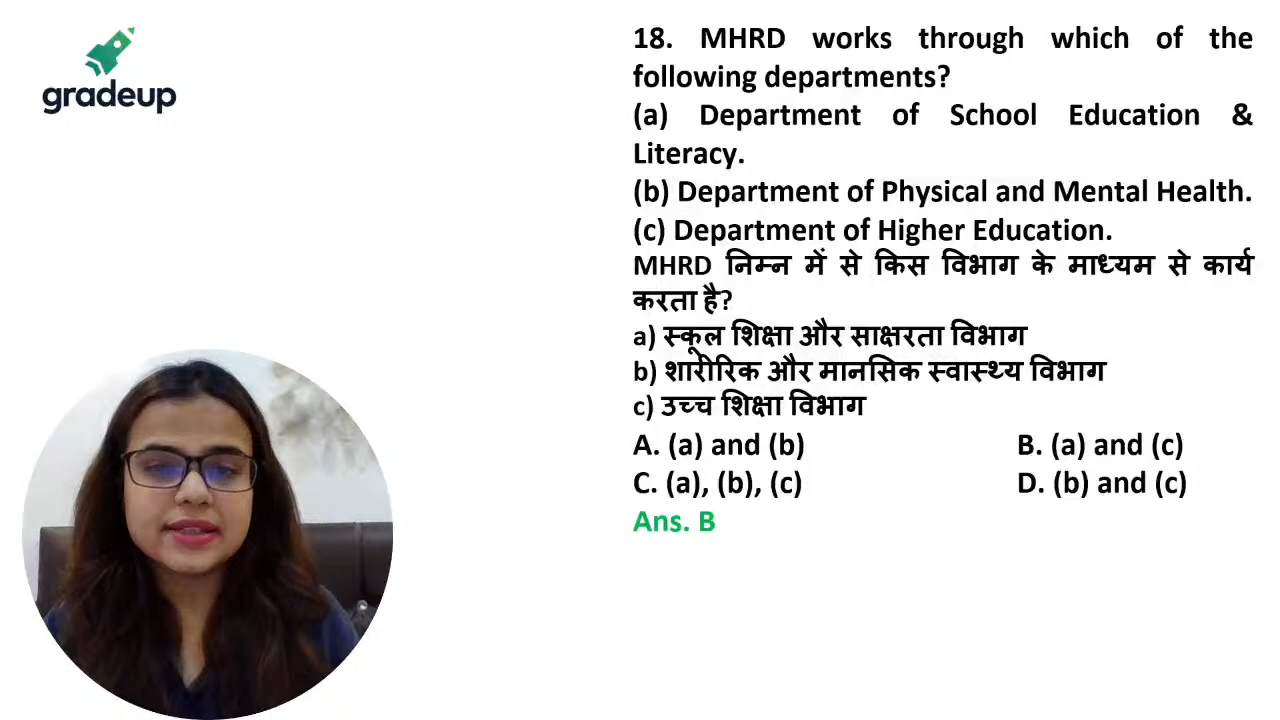 gradeup
18. MHRD works through which of the
following departments?
(a) Department of School Education &
Literacy.
(b) Department of Physical and Mental Health.
(c) Department of Higher Education.
MHRD निम्न में से किस विभाग के माध्यम से कार्य
करता है?
a) स्कूल शिक्षा और साक्षरता विभाग
b) शारीरिक और मानसिक स्वास्थ्य विभाग
c) उच्च शिक्षा विभाग
A. (a) and (b) B. (a) and (c)
C. (a), (b), (c) D. (b) and (c)
Ans. B